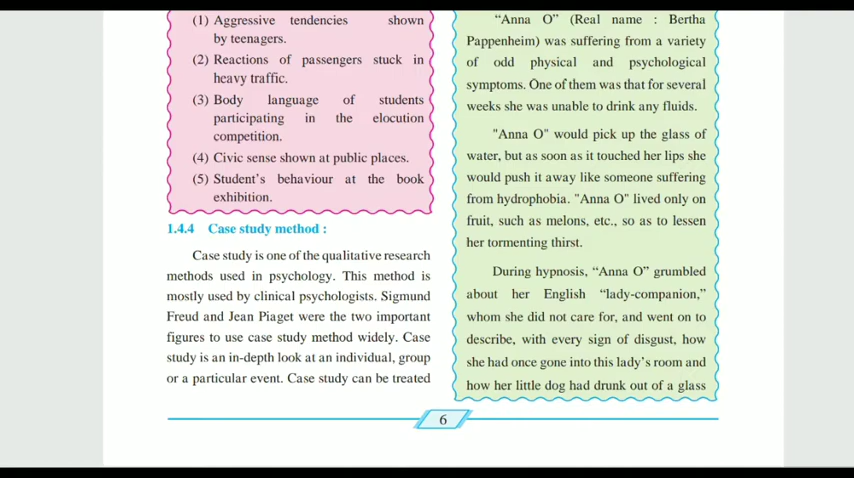 (1) Aggressive tendencies shown
by teenagers.
(2) Reactions of passengers stuck in
heavy traffic.
(3) Body language of students
participating in the elocution
competition.
(4) Civic sense shown at public places.
(5) Student's behaviour at the book
exhibition.
1.4.4 Case study method :
Case study is one of the qualitative research
methods used in psychology. This method is
mostly used by clinical psychologists. Sigmund
Freud and Jean Piaget were the two important
figures to use case study method widely. Case
study is an in-depth look at an individual, group
or a particular event. Case study can be treated
“Anna O” (Real name : Bertha
Pappenheim) was suffering from a variety
of odd physical and psychological
symptoms. One of them was that for several
weeks she was unable to drink any fluids.
"Anna O" would pick up the glass of
water, but as soon as it touched her lips she
would push it away like someone suffering
from hydrophobia. "Anna O" lived only on
fruit, such as melons, etc., so as to lessen
her tormenting thirst.
During hypnosis, “Anna O” grumbled
about her English “lady-companion,”
whom she did not care for, and went on to
describe, with every sign of disgust, how
she had once gone into this lady’s room and
how her little dog had drunk out of a glass
6